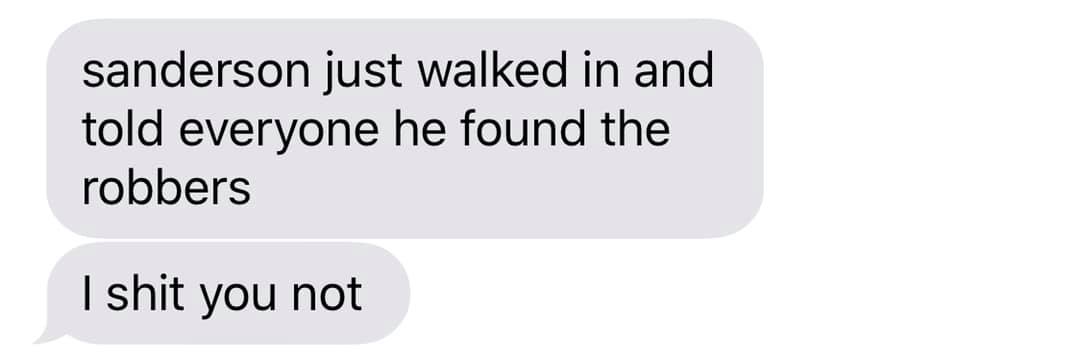 sanderson just walked in and
told everyone he found the
robbers
I shit you not